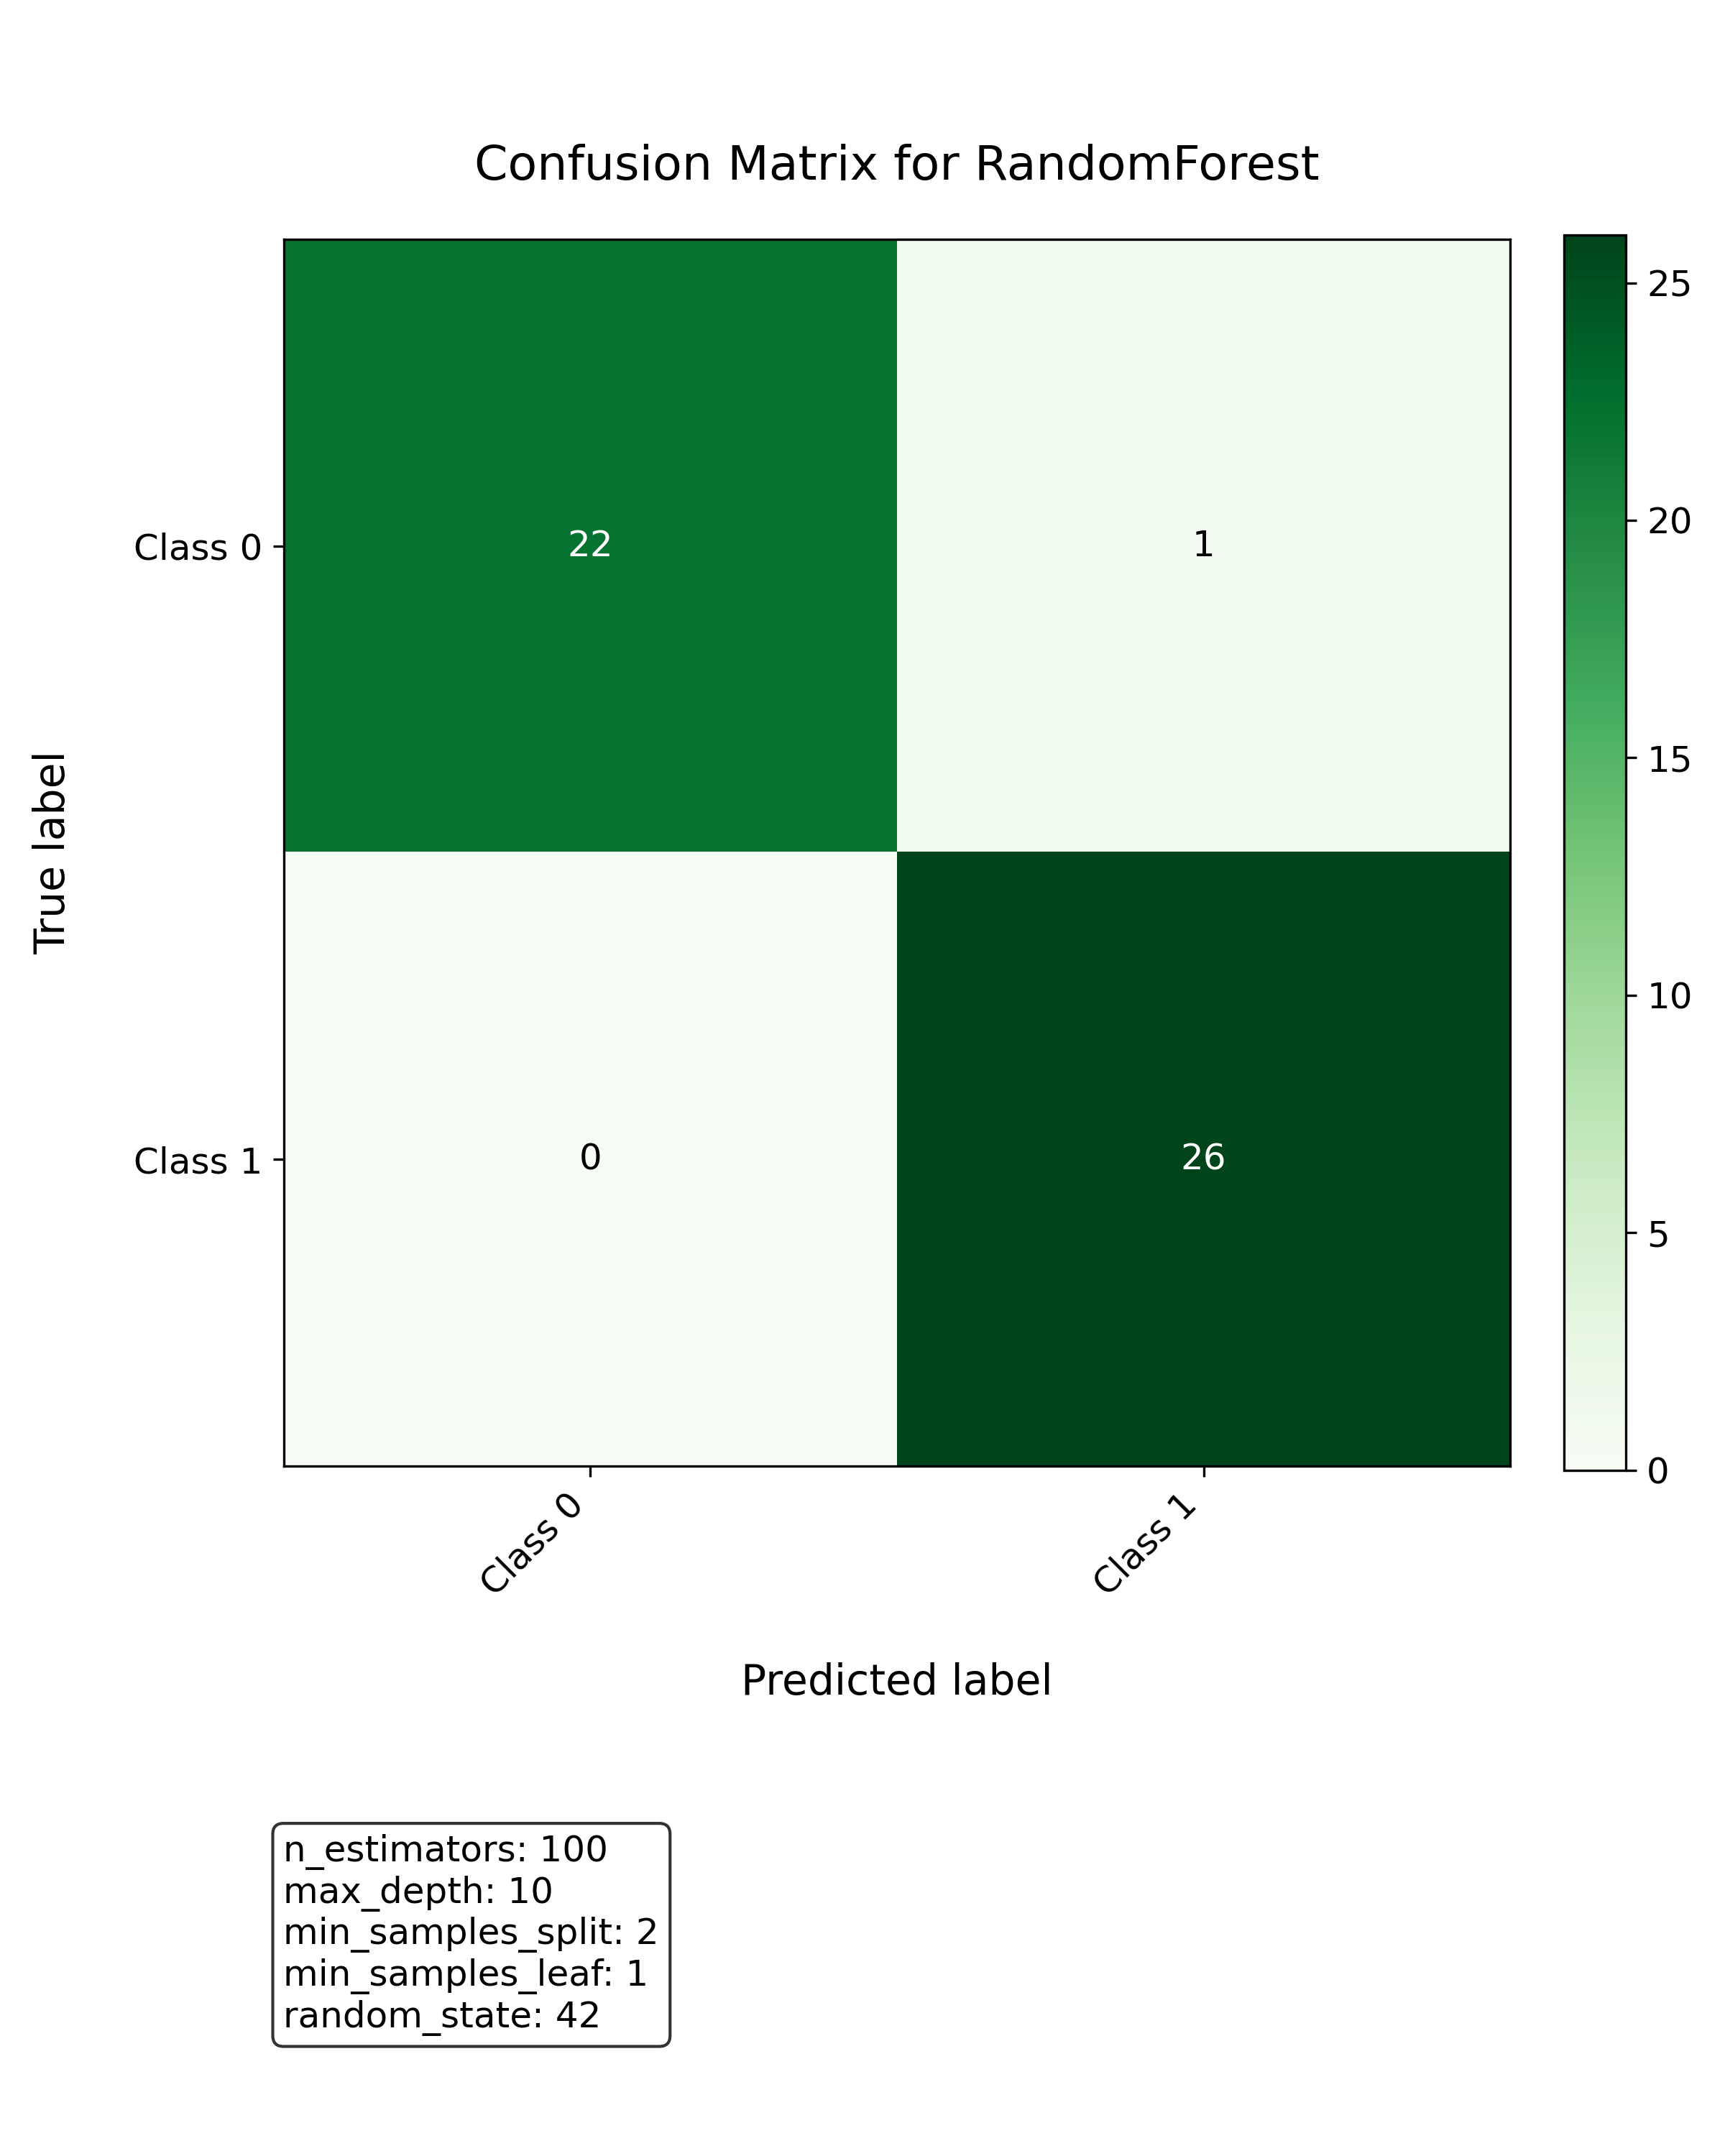 Confusion Matrix for RandomForest
25
20
15
10
5
0
True label
Class 0
22
1
Class 1
0
26
Class 0
Class 1
Predicted label
n_estimators: 100
max_depth: 10
min_samples_split: 2
min_samples_leaf: 1
random_state: 42